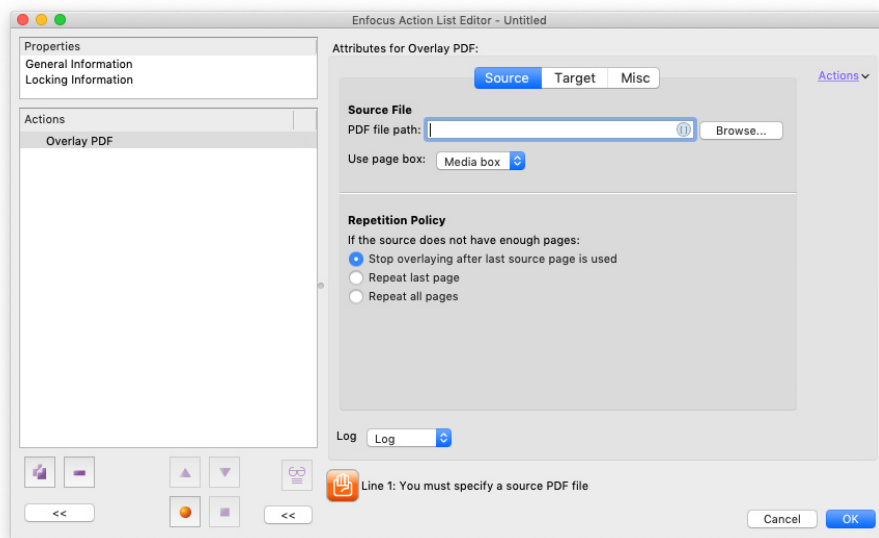 Enfocus Action List Editor - Untitled
Properties
General Information
Locking Information
Actions
Overlay PDF
<<
<<
Attributes for Overlay PDF:
Source Target Misc
Actions
Source File
PDF file path: Browse...
Use page box: Media box
Repetition Policy
If the source does not have enough pages:
Stop overlaying after last source page is used
Repeat last page
Repeat all pages
Log Log
Line 1: You must specify a source PDF file
Cancel OK